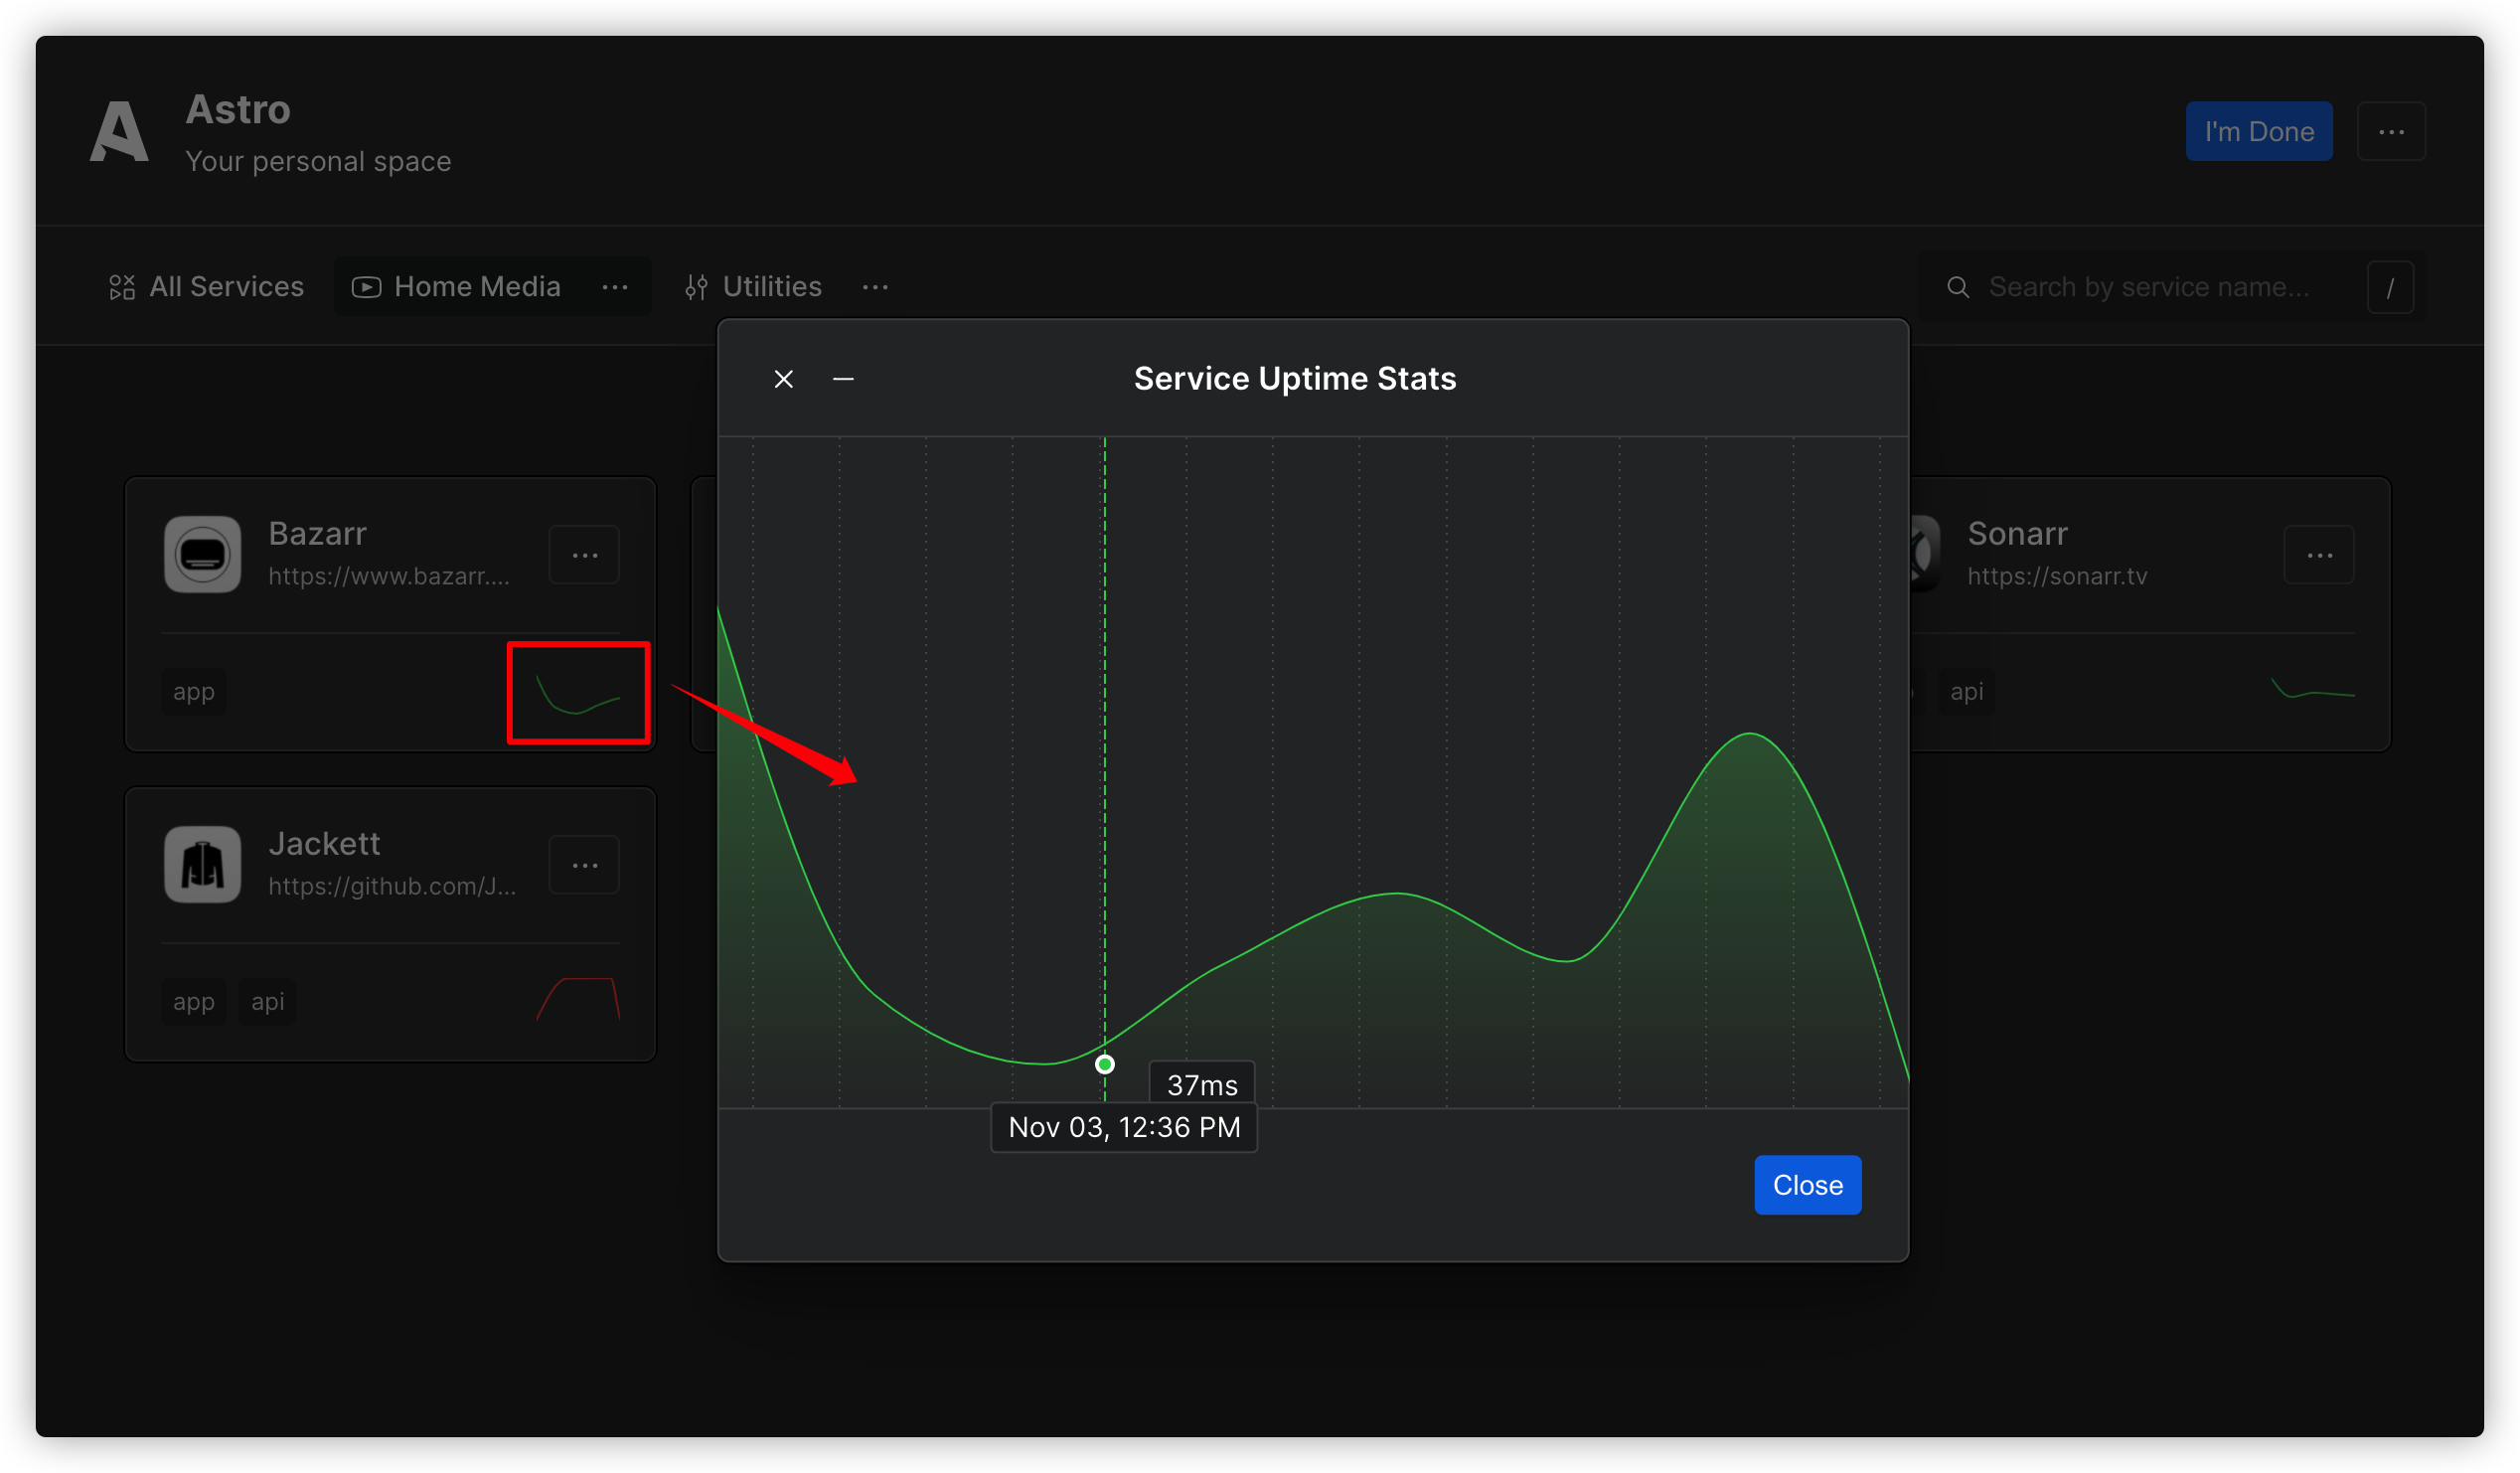 Astro
Your personal space
I'm Done
All Services
Home Media
Utilities
Search by service name...
/
Service Uptime Stats
Bazarr
https://www.bazarr....
app
Sonarr
https://sonarr.tv
api
Jackett
https://github.com/J...
app
api
37ms
Nov 03, 12:36 PM
Close